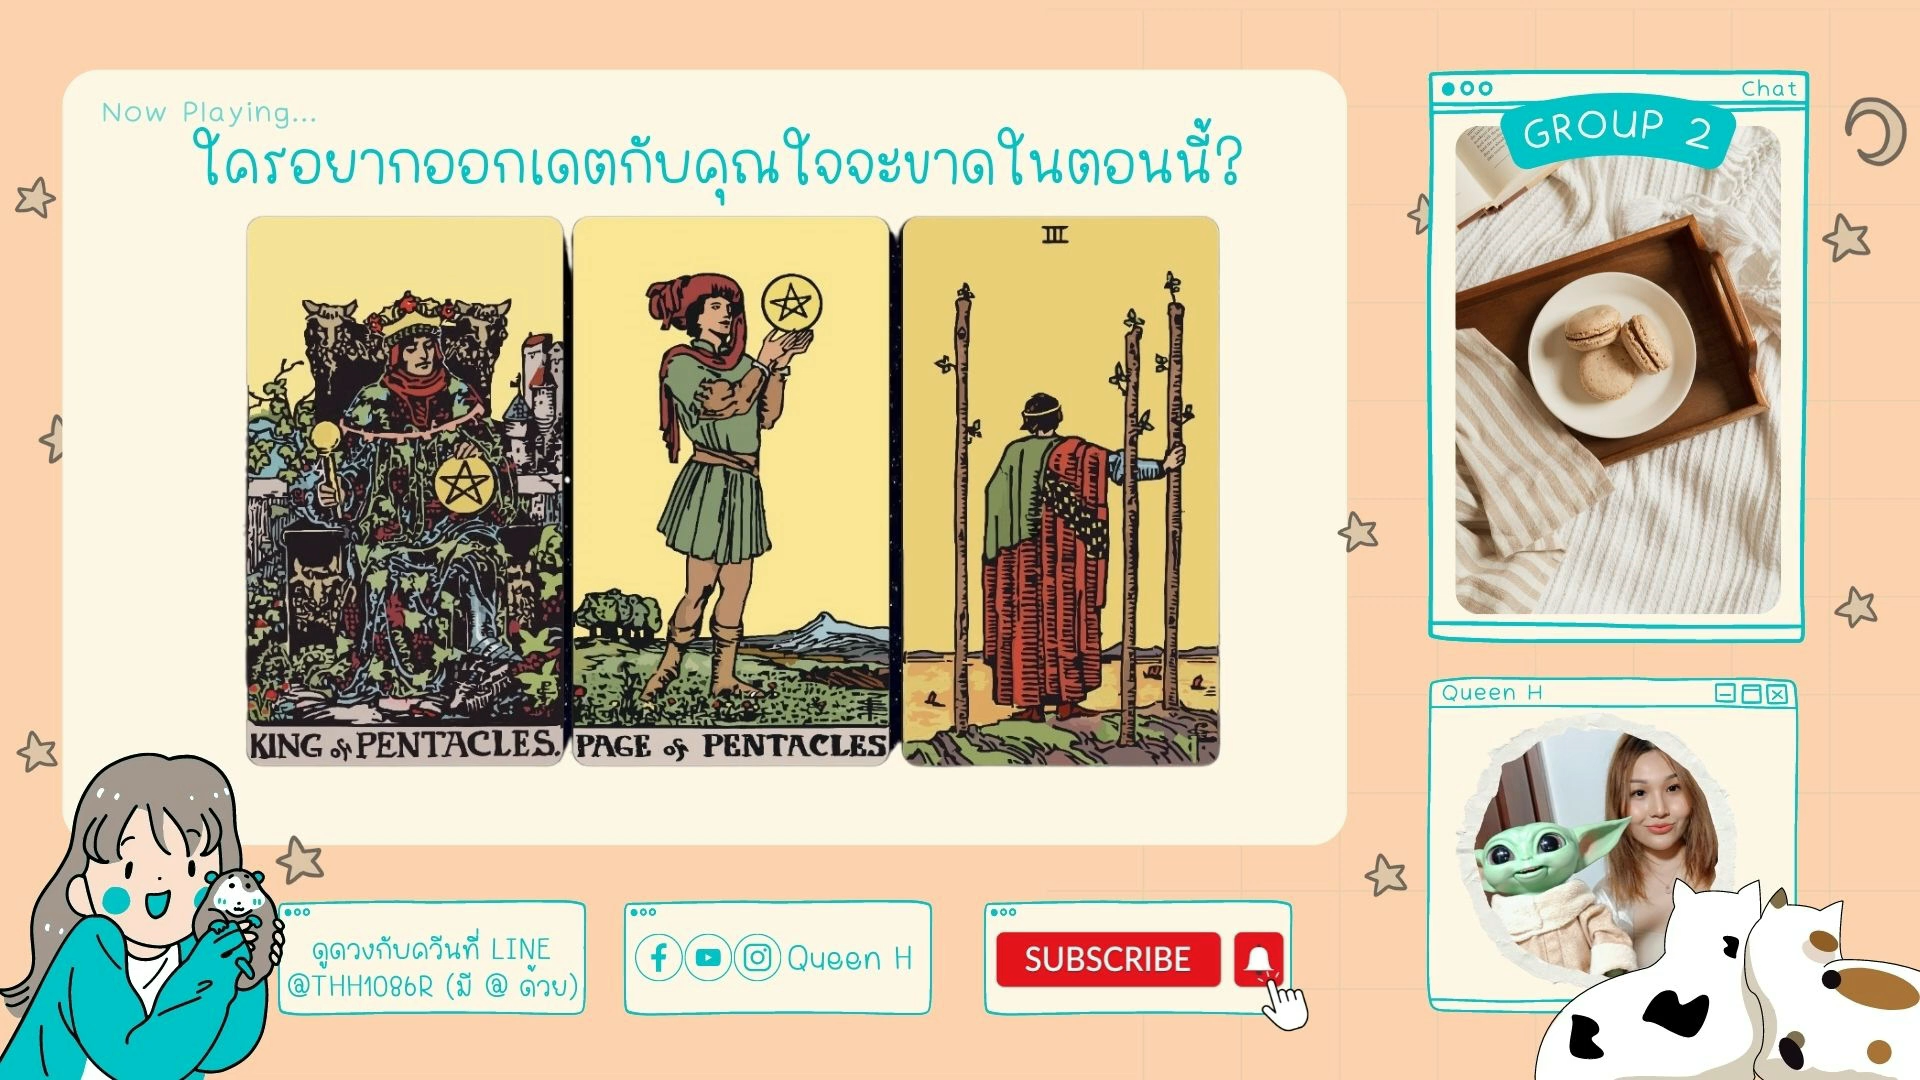 Now Playing...
ใครอยากออกเดตกับคุณใจจะขาดในตอนนี้?
III
KING of PENTACLES.
PAGE of PENTACLES
Chat
GROUP 2
Queen H
ดูดวงกับควีนที่ LINE
@THH1086R (มี @ ด้วย)
Queen H
SUBSCRIBE